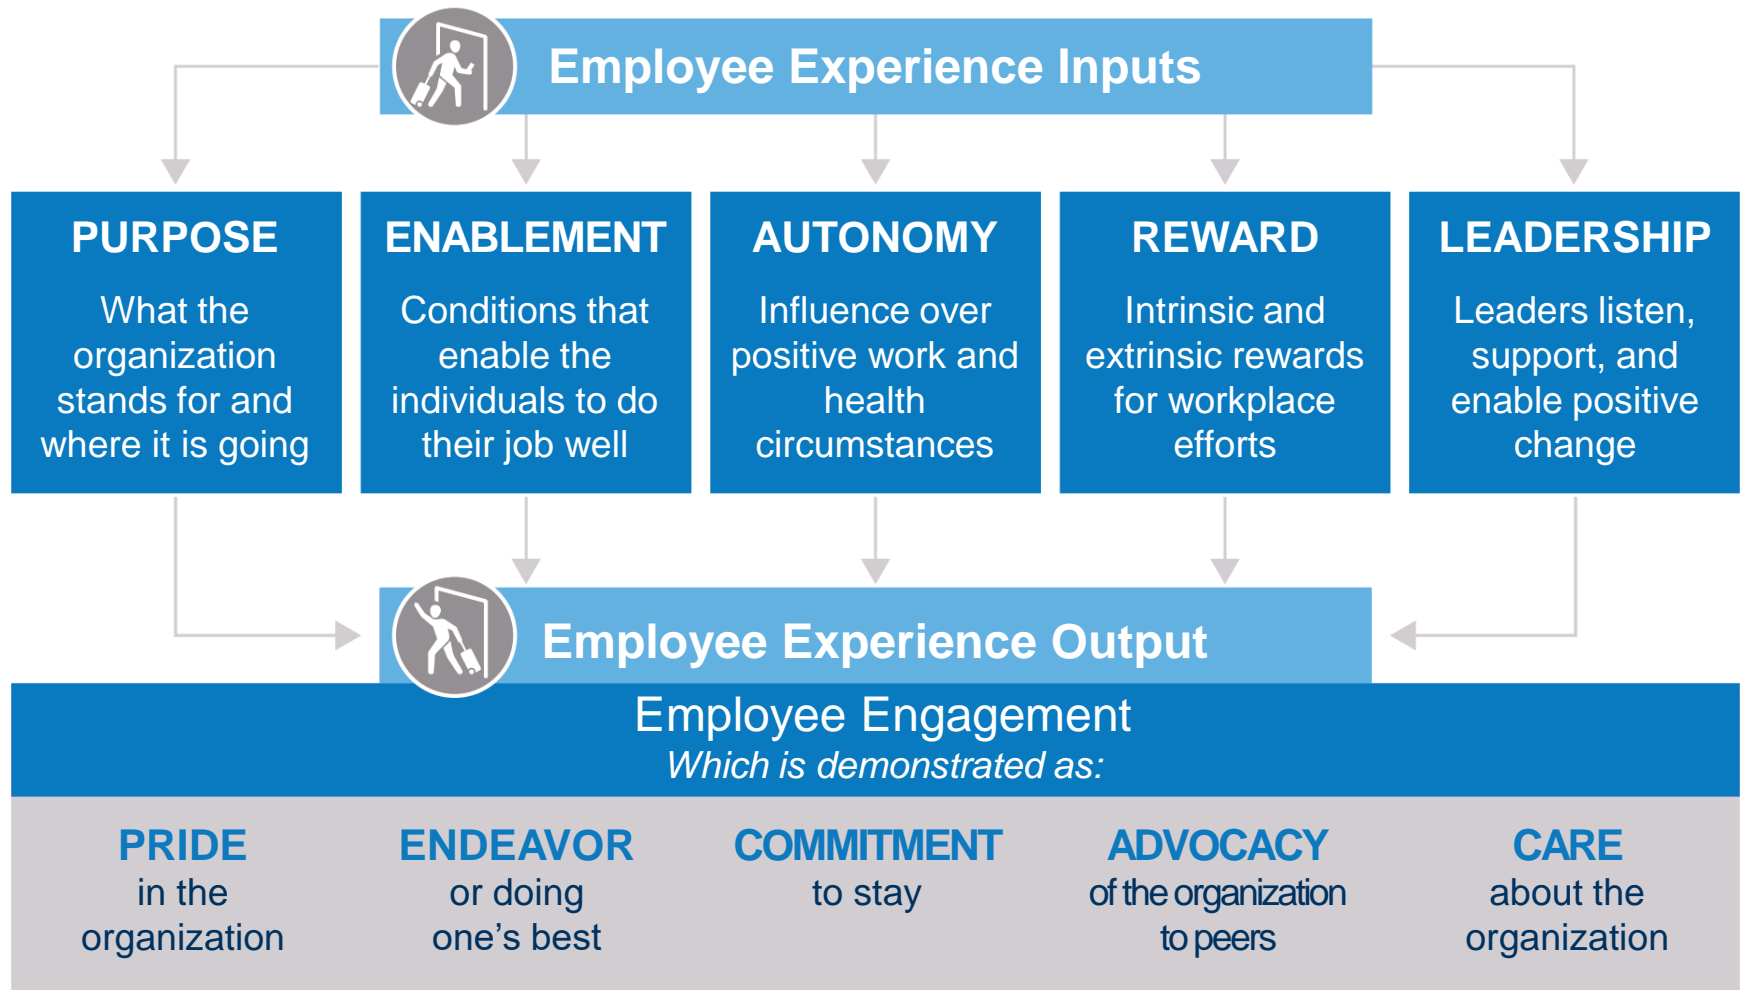 Employee Experience Inputs
PURPOSE
What the
organization
stands for and
where it is going
ENABLEMENT
Conditions that
enable the
individuals to do
their job well
AUTONOMY
Influence over
positive work and
health
circumstances
REWARD
Intrinsic and
extrinsic rewards
for workplace
efforts
LEADERSHIP
Leaders listen,
support, and
enable positive
change
Employee Experience Output
Employee Engagement
Which is demonstrated as:
PRIDE
in the
organization
ENDEAVOR
or doing
one's best
COMMITMENT
to stay
ADVOCACY
of the organization
to peers
CARE
about the
organization